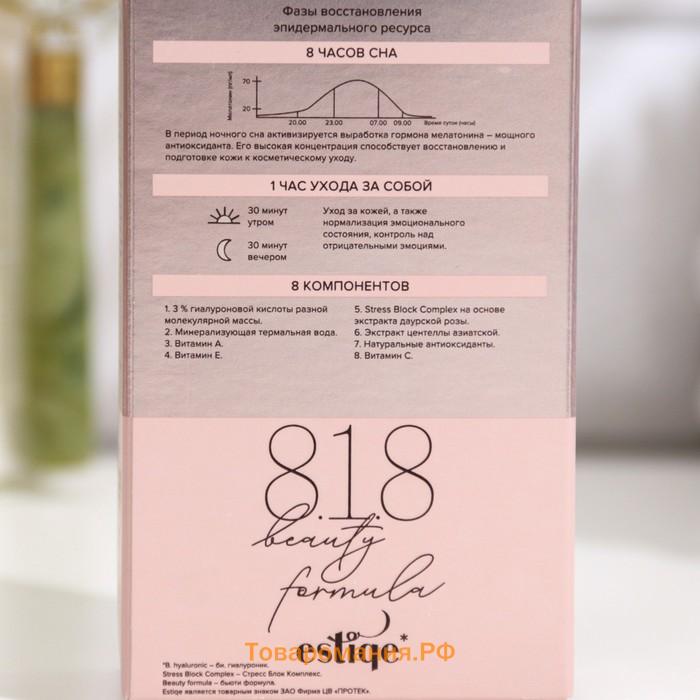 Фазы восстановления
эпидермального ресурса
8 ЧАСОВ СНА
Мелатонин (пг/мл)
70
20
20.00 23.00 07.00 09.00 Время суток (часы)
В период ночного сна активизируется выработка гормона мелатонина – мощного
антиоксиданта. Его высокая концентрация способствует восстановлению и
подготовке кожи к косметическому уходу.
1 ЧАС УХОДА ЗА СОБОЙ
30 минут
утром
30 минут
вечером
Уход за кожей, а также
нормализация эмоционального
состояния, контроль над
отрицательными эмоциями.
8 КОМПОНЕНТОВ
1. 3 % гиалуроновой кислоты разной
молекулярной массы.
2. Минерализующая термальная вода.
3. Витамин А.
4. Витамин Е.
5. Stress Block Complex на основе
экстракта даурской розы.
6. Экстракт центеллы азиатской.
7. Натуральные антиоксиданты.
8. Витамин С.
8.1.8
beauty
formula
estiqe*
Товаромания.РФ
*B. hyaluronic – би. гиалуроник.
Stress Block Complex – Стресс Блок Комплекс.
Beauty formula – бьюти формула.
Estiqe является товарным знаком ЗАО Фирма ЦВ «ПРОТЕК».